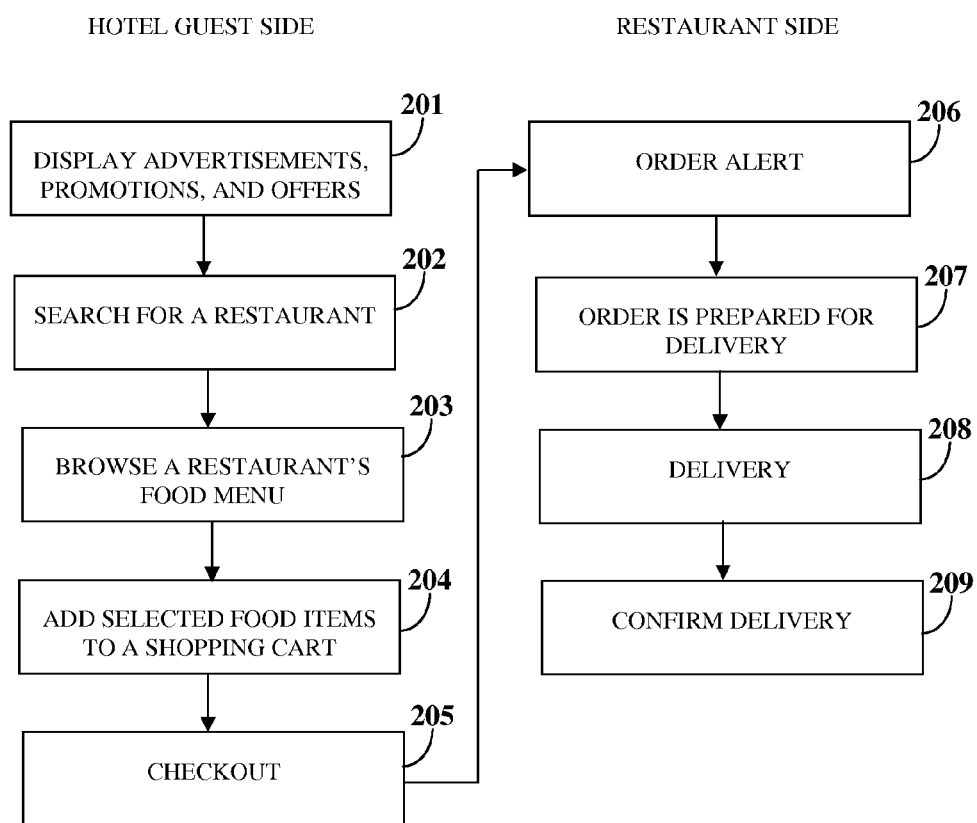 HOTEL GUEST SIDE
201
DISPLAY ADVERTISEMENTS,
PROMOTIONS, AND OFFERS
202
SEARCH FOR A RESTAURANT
203
BROWSE A RESTAURANT'S
FOOD MENU
204
ADD SELECTED FOOD ITEMS
TO A SHOPPING CART
205
CHECKOUT
RESTAURANT SIDE
206
ORDER ALERT
207
ORDER IS PREPARED FOR
DELIVERY
208
DELIVERY
209
CONFIRM DELIVERY